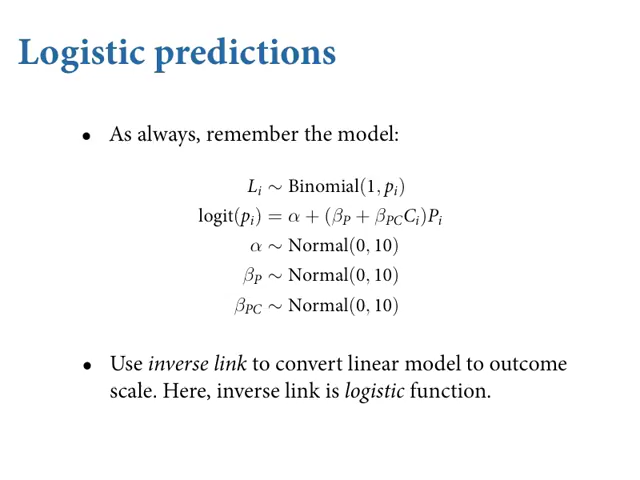 Logistic predictions
• As always, remember the model:
Lᵢ ∼ Binomial(1, pᵢ)
logit(pᵢ) = α + (β_P + β_PC Cᵢ)Pᵢ
α ∼ Normal(0, 10)
β_P ∼ Normal(0, 10)
β_PC ∼ Normal(0, 10)
• Use inverse link to convert linear model to outcome
scale. Here, inverse link is logistic function.